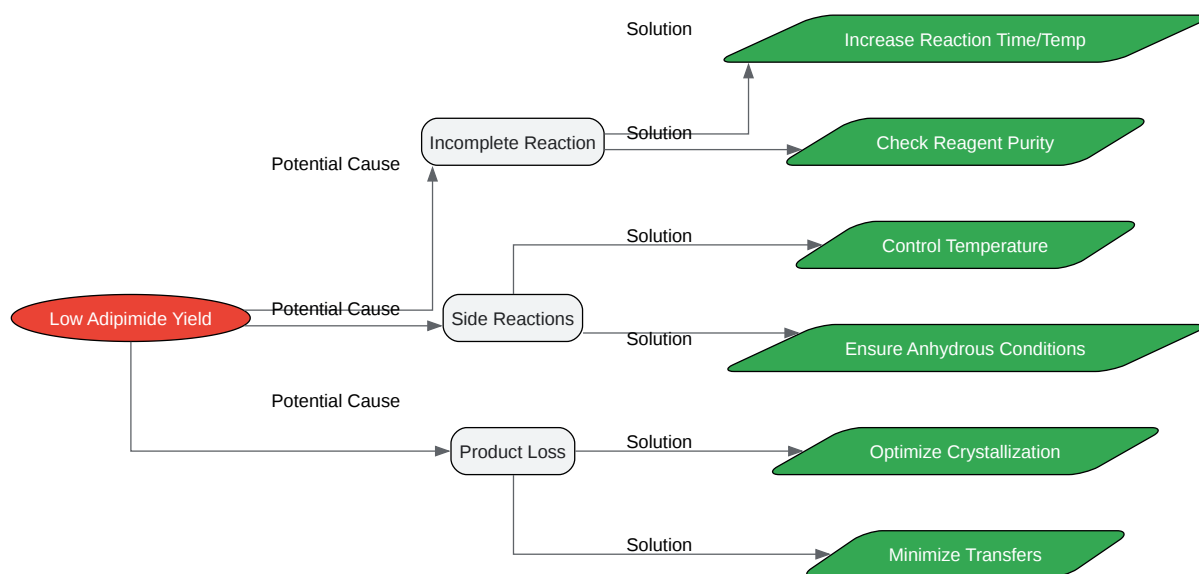 Solution
Increase Reaction Time/Temp
Incomplete Reaction
Solution
Check Reagent Purity
Potential Cause
Solution
Control Temperature
Low Adipimide Yield
Potential Cause
Side Reactions
Solution
Ensure Anhydrous Conditions
Potential Cause
Product Loss
Solution
Optimize Crystallization
Solution
Minimize Transfers